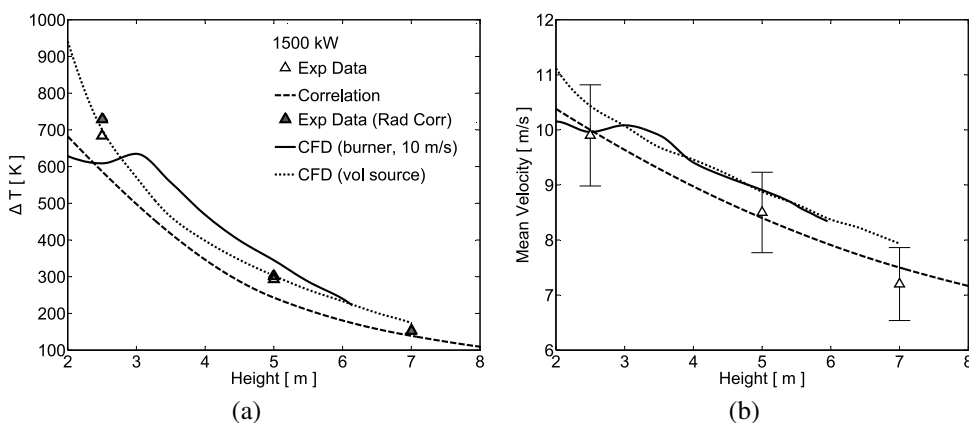 1000
900
800
700
600
500
400
300
200
100
2 3 4 5 6 7 8
Δ T [ K ]
Height [ m ]
1500 kW
Exp Data
Correlation
Exp Data (Rad Corr)
CFD (burner, 10 m/s)
CFD (vol source)
(a)
12
11
10
9
8
7
6
2 3 4 5 6 7 8
Mean Velocity [ m/s ]
Height [ m ]
(b)